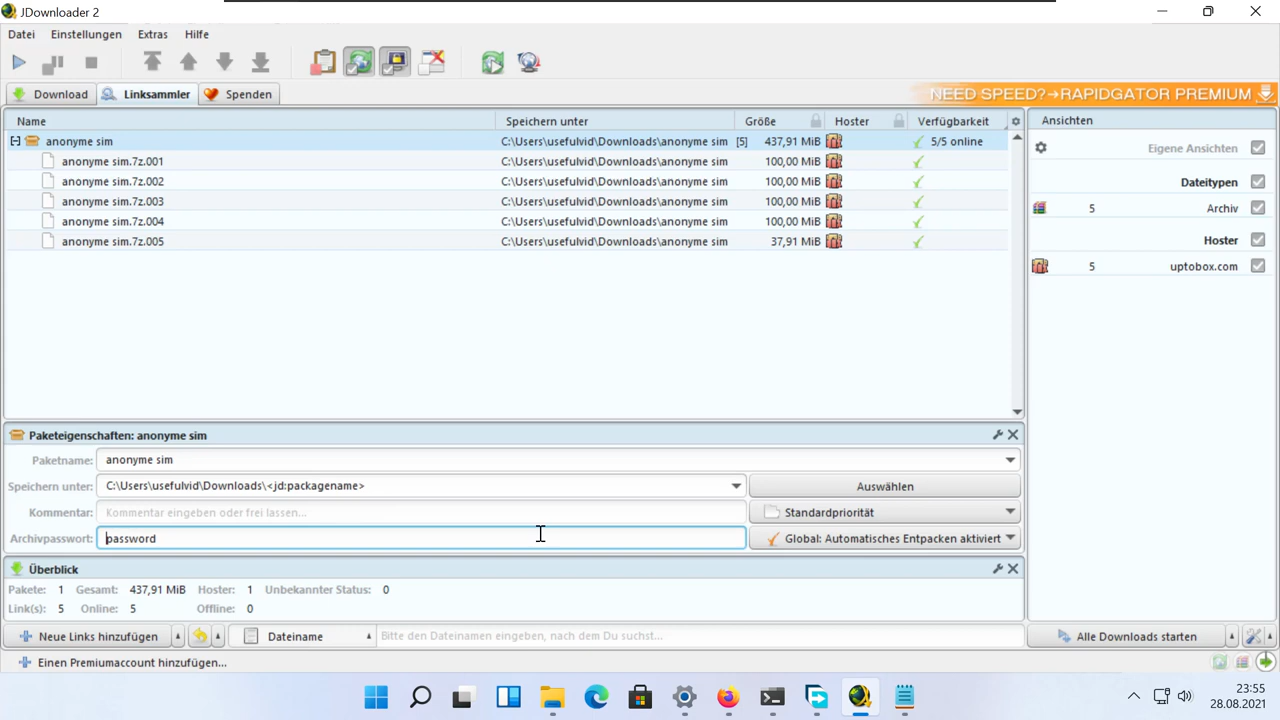 JDownloader 2
Datei Einstellungen Extras Hilfe
Download Linksammler Spenden NEED SPEED?→RAPIDGATOR PREMIUM
Name Speichern unter Größe Hoster Verfügbarkeit Ansichten
anonyme sim C:\Users\usefulvid\Downloads\anonyme sim [5] 437,91 MiB 5/5 online
Eigene Ansichten
anonyme sim.7z.001 C:\Users\usefulvid\Downloads\anonyme sim 100,00 MiB
anonyme sim.7z.002 C:\Users\usefulvid\Downloads\anonyme sim 100,00 MiB
Dateitypen
anonyme sim.7z.003 C:\Users\usefulvid\Downloads\anonyme sim 100,00 MiB
5 Archiv
anonyme sim.7z.004 C:\Users\usefulvid\Downloads\anonyme sim 100,00 MiB
anonyme sim.7z.005 C:\Users\usefulvid\Downloads\anonyme sim 37,91 MiB
Hoster
5 uptobox.com
Paketeigenschaften: anonyme sim
Paketname: anonyme sim
Speichern unter: C:\Users\usefulvid\Downloads\<jd:packagename> Auswählen
Kommentar: Kommentar eingeben oder frei lassen... Standardpriorität
Archivpasswort: password Global: Automatisches Entpacken aktiviert
Überblick
Pakete: 1 Gesamt: 437,91 MiB Hoster: 1 Unbekannter Status: 0
Link(s): 5 Online: 5 Offline: 0
Neue Links hinzufügen Dateiname Bitte den Dateinamen eingeben, nach dem Du suchst... Alle Downloads starten
Einen Premiumaccount hinzufügen...
23:55
28.08.2021